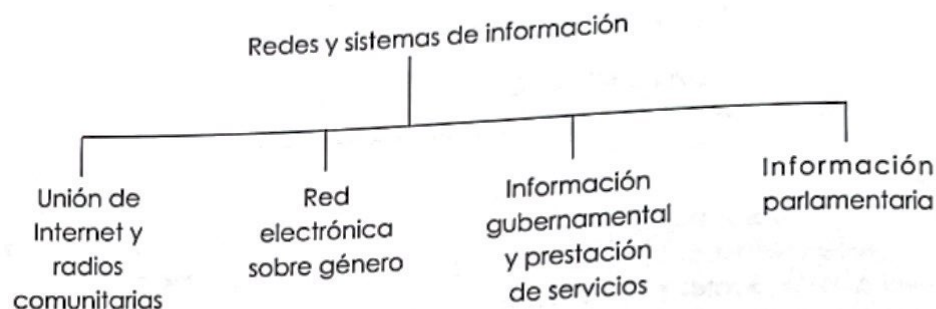 Redes y sistemas de información
Unión de
Internet y
radios
comunitarias
Red
electrónica
sobre género
Información
gubernamental
y prestación
de servicios
Información
parlamentaria